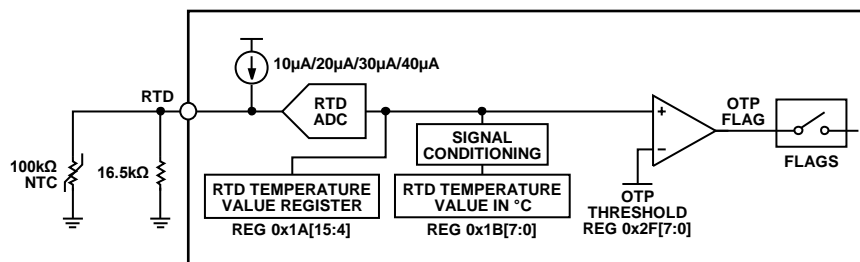 10µA/20µA/30µA/40µA
RTD
RTD
ADC
OTP
FLAG
SIGNAL
CONDITIONING
FLAGS
100kΩ
NTC
16.5kΩ
RTD TEMPERATURE
VALUE REGISTER
REG 0x1A[15:4]
RTD TEMPERATURE
VALUE IN °C
REG 0x1B[7:0]
OTP
THRESHOLD
REG 0x2F[7:0]
+
−